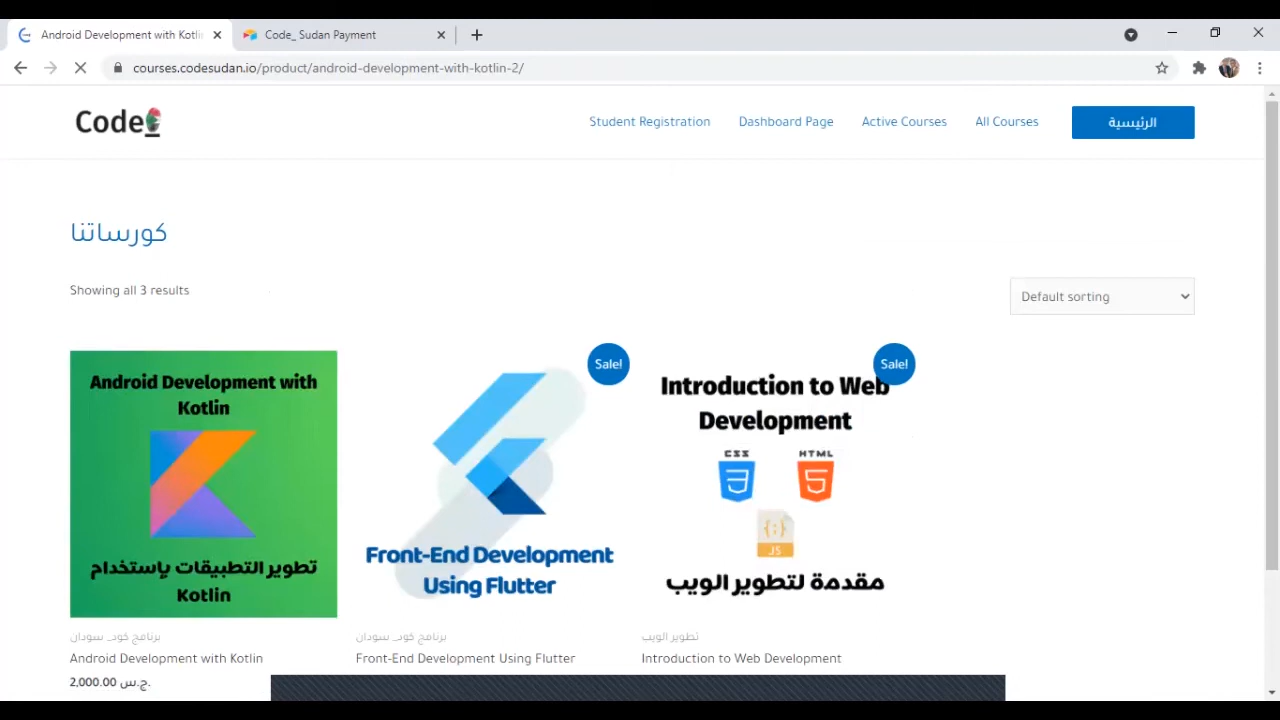 Android Development with Kotli
Code_ Sudan Payment
courses.codesudan.io/product/android-development-with-kotlin-2/
Code
Student Registration
Dashboard Page
Active Courses
All Courses
الرئيسية
كورساتنا
Showing all 3 results
Default sorting
Android Development with
Kotlin
تطوير التطبيقات بإستخدام
Kotlin
برنامج كود_ سودان
Android Development with Kotlin
2,000.00 ج.س.
Sale!
Front-End Development
Using Flutter
برنامج كود_ سودان
Front-End Development Using Flutter
Sale!
Introduction to Web
Development
CSS
HTML
JS
مقدمة لتطوير الويب
تطوير الويب
Introduction to Web Development